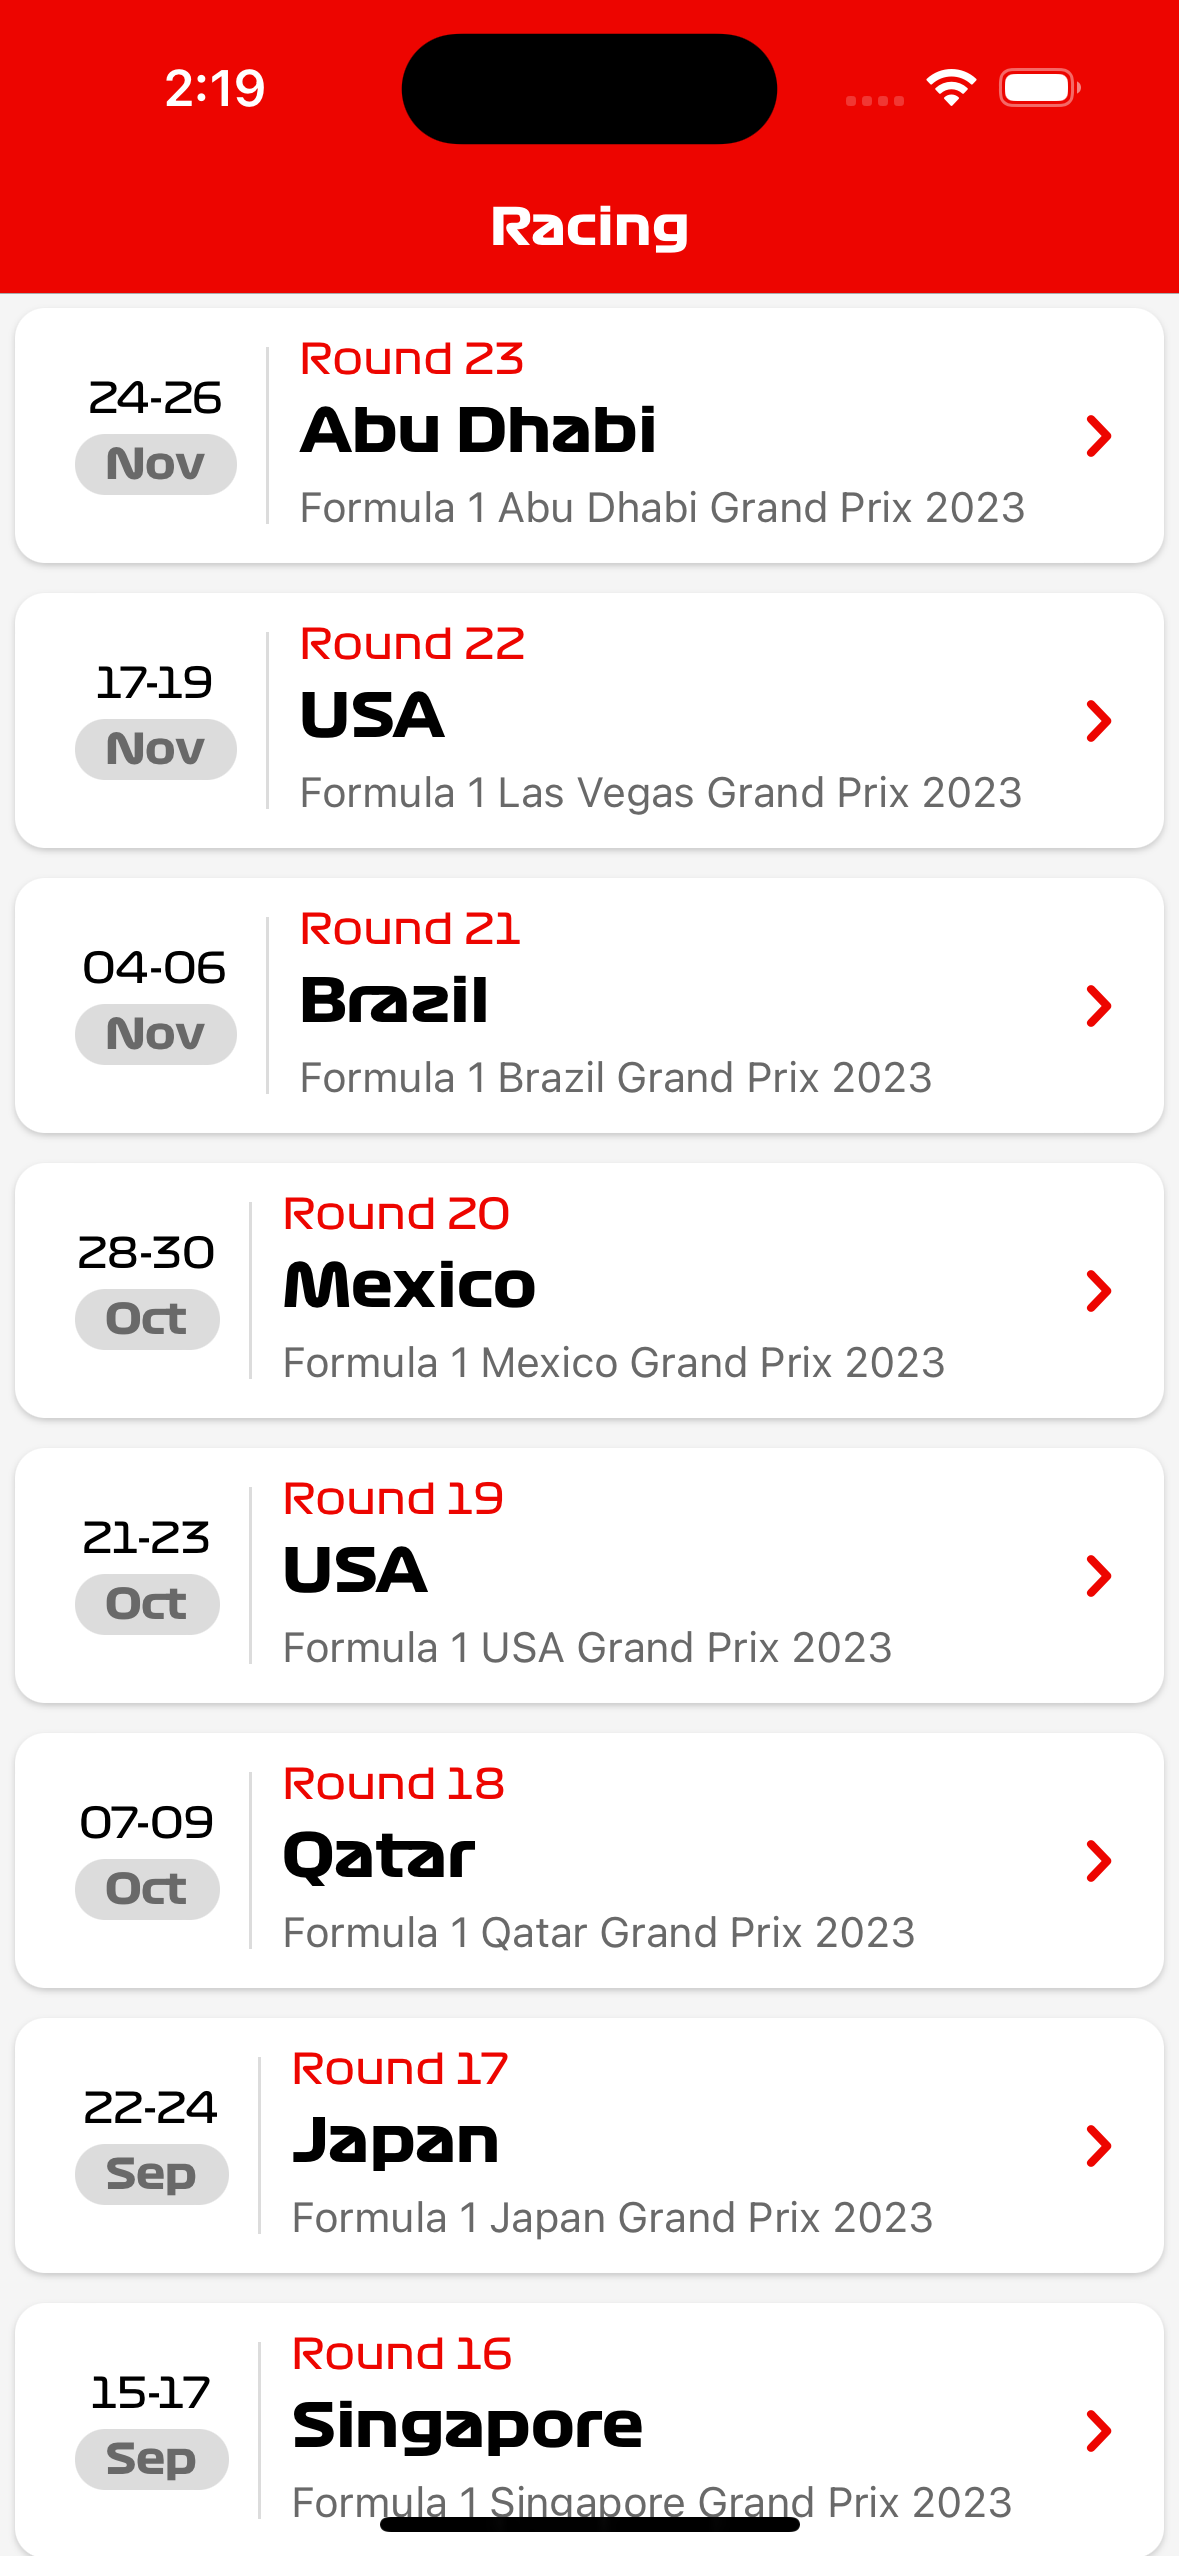 2:19
Racing
Round 23
24-26
Abu Dhabi
Nov
Formula 1 Abu Dhabi Grand Prix 2023
Round 22
17-19
USA
Nov
Formula 1 Las Vegas Grand Prix 2023
Round 21
04-06
Brazil
Nov
Formula 1 Brazil Grand Prix 2023
Round 20
28-30
Mexico
Oct
Formula 1 Mexico Grand Prix 2023
Round 19
21-23
USA
Oct
Formula 1 USA Grand Prix 2023
Round 18
07-09
Qatar
Oct
Formula 1 Qatar Grand Prix 2023
Round 17
22-24
Japan
Sep
Formula 1 Japan Grand Prix 2023
Round 16
15-17
Singapore
Sep
Formula 1 Singapore Grand Prix 2023